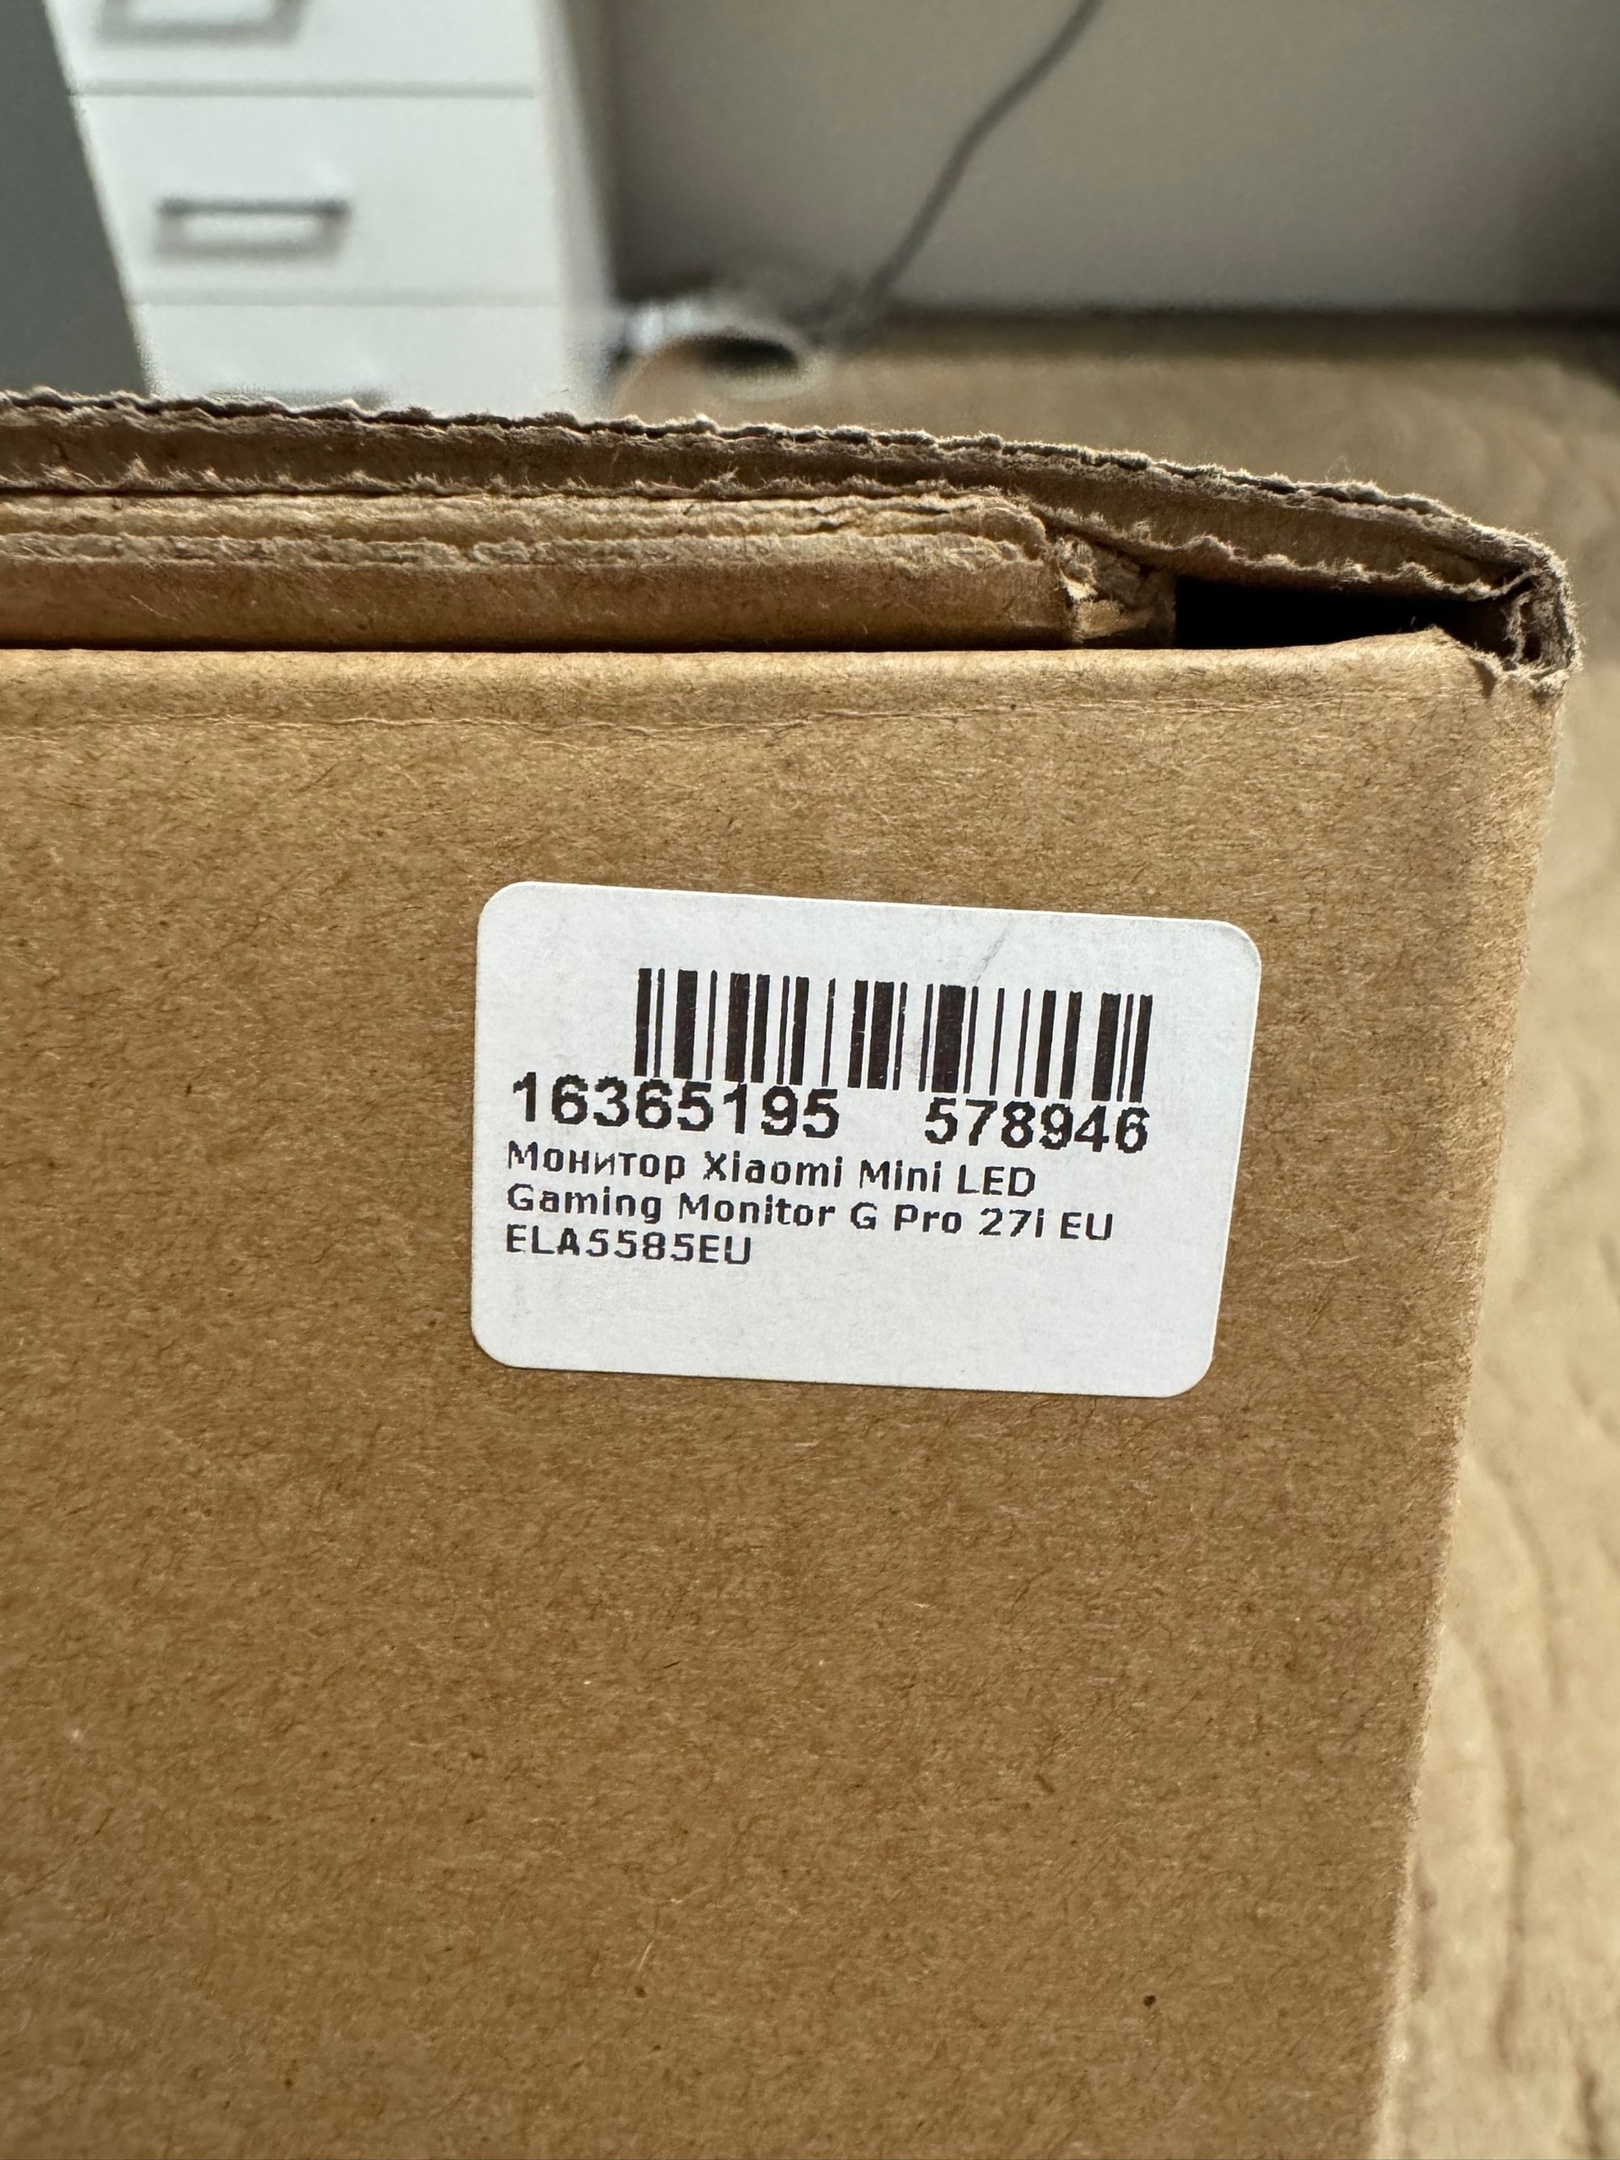 16365195 578946
Монитор Xiaomi Mini LED
Gaming Monitor G Pro 27i EU
ELA5585EU